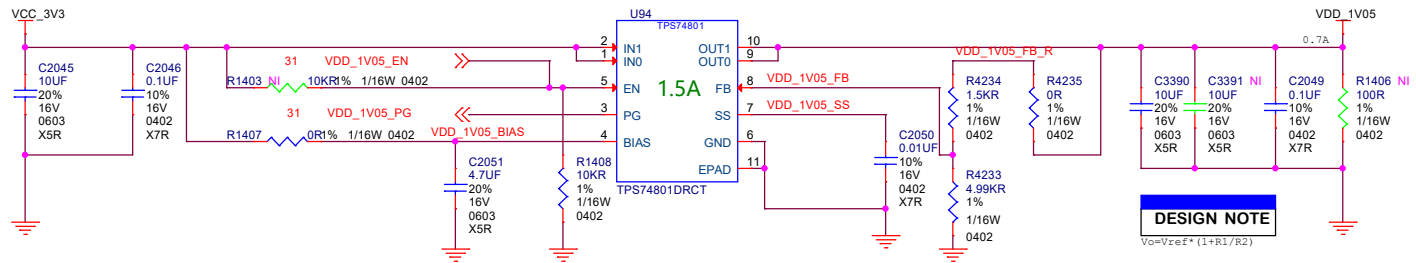 VCC_3V3
C2045
10UF
20%
16V
0603
X5R
C2046
0.1UF
10%
16V
0402
X7R
R1403 NI 10KR 1% 1/16W 0402
31 VDD_1V05_EN
31 VDD_1V05_PG
R1407 0R 1% 1/16W 0402
VDD_1V05_BIAS
C2051
4.7UF
20%
16V
0603
X5R
R1408
10KR
1%
1/16W
0402
U94
TPS74801
2 IN1
1 IN0
5 EN
3 PG
4 BIAS
1.5A
OUT1 10
OUT0 9
FB 8
SS 7
GND 6
EPAD 11
TPS74801DRCT
VDD_1V05_FB
VDD_1V05_SS
C2050
0.01UF
10%
16V
0402
X7R
VDD_1V05_FB_R
R4234
1.5KR
1%
1/16W
0402
R4235
0R
1%
1/16W
0402
R4233
4.99KR
1%
1/16W
0402
VDD_1V05
0.7A
C3390
10UF
20%
16V
0603
X5R
C3391 NI
10UF
20%
16V
0603
X5R
C2049
0.1UF
10%
16V
0402
X7R
R1406 NI
100R
1%
1/16W
0402
DESIGN NOTE
Vo=Vref*(1+R1/R2)